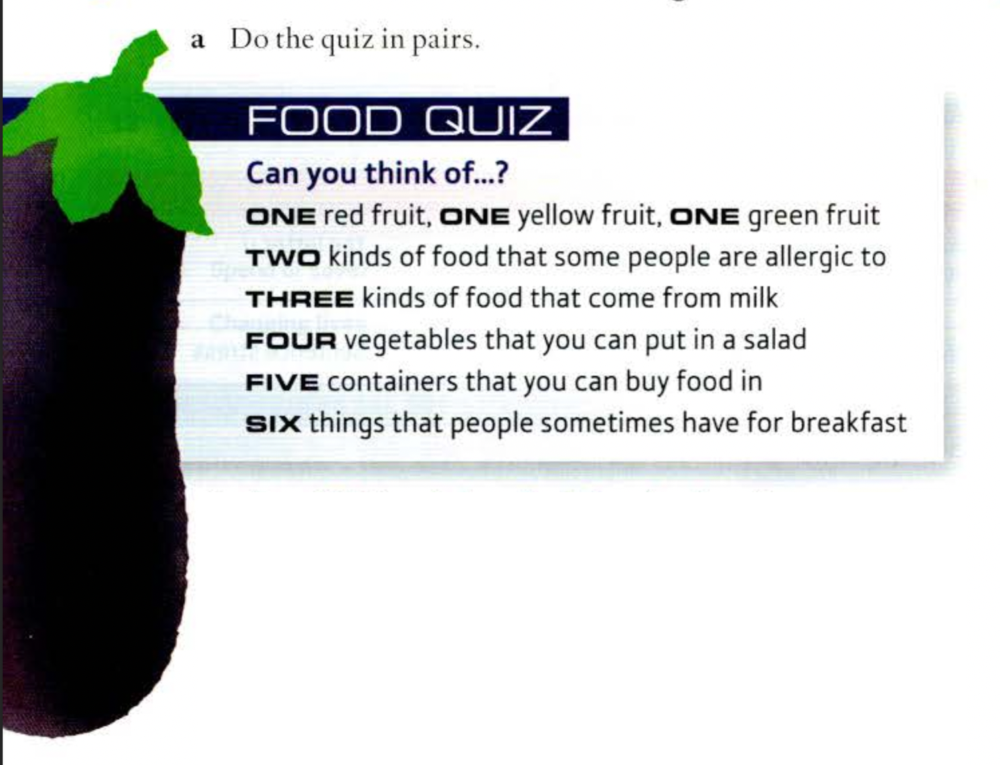 a Do the quiz in pairs.
FOOD QUIZ
Can you think of...?
ONE red fruit, ONE yellow fruit, ONE green fruit
TWO kinds of food that some people are allergic to
THREE kinds of food that come from milk
FOUR vegetables that you can put in a salad
FIVE containers that you can buy food in
SIX things that people sometimes have for breakfast